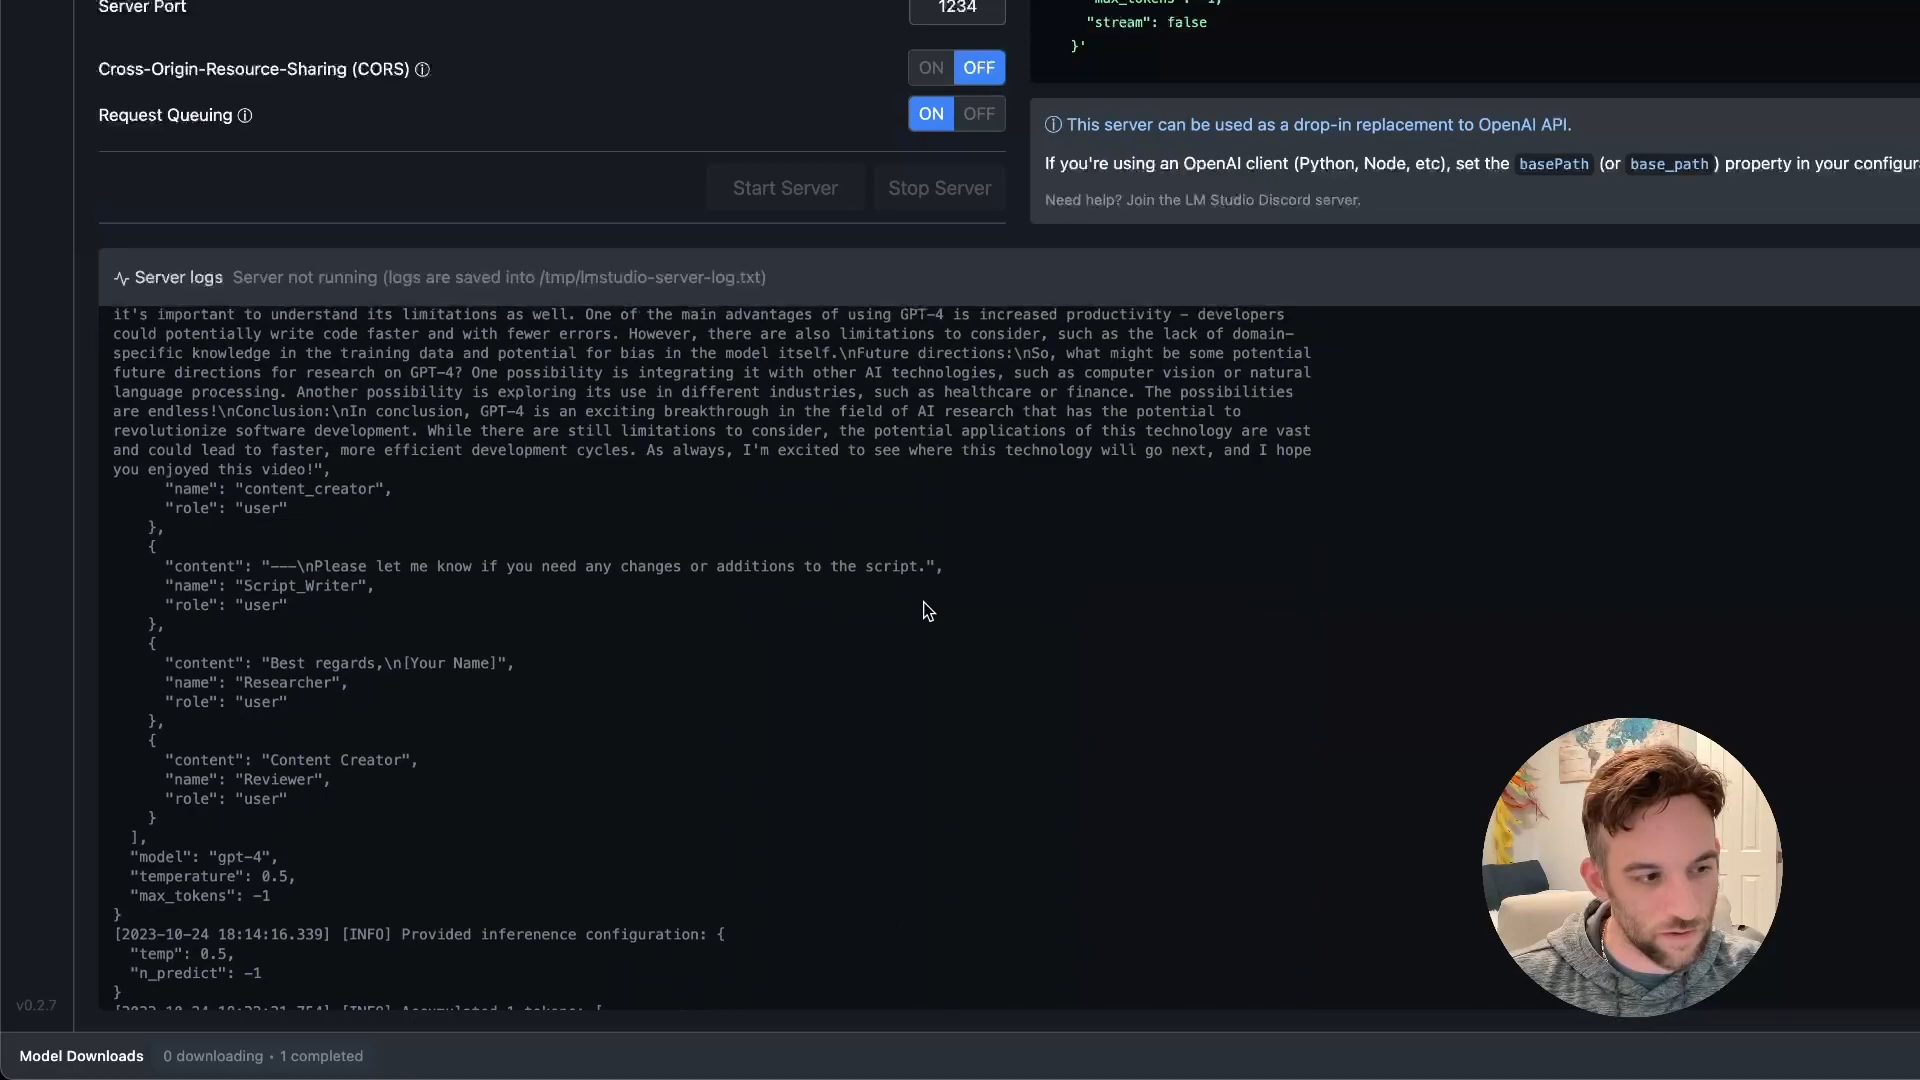 Server Port
1234
Cross-Origin-Resource-Sharing (CORS) ⓘ
ON OFF
Request Queuing ⓘ
ON OFF
Start Server
Stop Server
"stream": false
}'
ⓘ This server can be used as a drop-in replacement to OpenAI API.
If you're using an OpenAI client (Python, Node, etc), set the basePath (or base_path) property in your configura
Need help? Join the LM Studio Discord server.
Server logs Server not running (logs are saved into /tmp/lmstudio-server-log.txt)
it's important to understand its limitations as well. One of the main advantages of using GPT-4 is increased productivity - developers
could potentially write code faster and with fewer errors. However, there are also limitations to consider, such as the lack of domain-
specific knowledge in the training data and potential for bias in the model itself.\nFuture directions:\nSo, what might be some potential
future directions for research on GPT-4? One possibility is integrating it with other AI technologies, such as computer vision or natural
language processing. Another possibility is exploring its use in different industries, such as healthcare or finance. The possibilities
are endless!\nConclusion:\nIn conclusion, GPT-4 is an exciting breakthrough in the field of AI research that has the potential to
revolutionize software development. While there are still limitations to consider, the potential applications of this technology are vast
and could lead to faster, more efficient development cycles. As always, I'm excited to see where this technology will go next, and I hope
you enjoyed this video!",
"name": "content_creator",
"role": "user"
},
{
"content": "---\nPlease let me know if you need any changes or additions to the script.",
"name": "Script_Writer",
"role": "user"
},
{
"content": "Best regards,\n[Your Name]",
"name": "Researcher",
"role": "user"
},
{
"content": "Content Creator",
"name": "Reviewer",
"role": "user"
}
],
"model": "gpt-4",
"temperature": 0.5,
"max_tokens": -1
}
[2023-10-24 18:14:16.339] [INFO] Provided inferenence configuration: {
"temp": 0.5,
"n_predict": -1
}
v0.2.7
Model Downloads 0 downloading • 1 completed